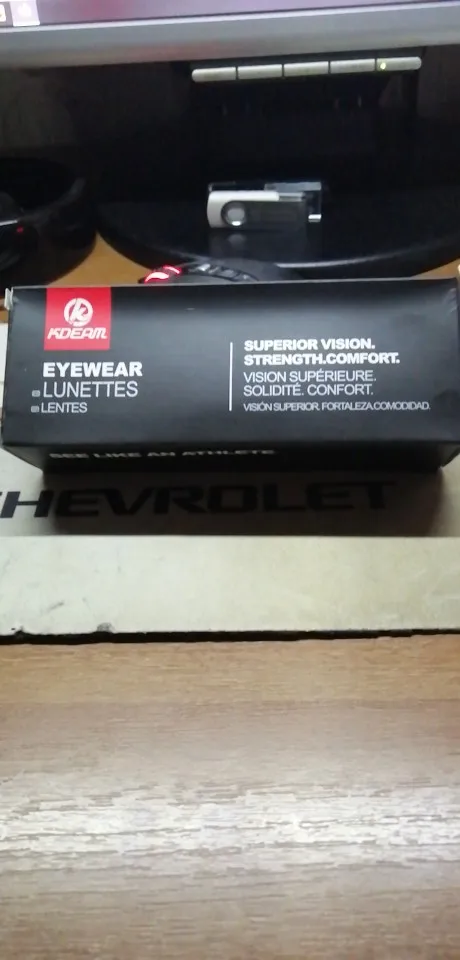 KDEAM
EYEWEAR
LUNETTES
LENTES
SUPERIOR VISION.
STRENGTH.COMFORT.
VISION SUPÉRIEURE.
SOLIDITÉ. CONFORT.
VISIÓN SUPERIOR. FORTALEZA.COMODIDAD.
SEE LIKE AN ATHLETE
CHEVROLET